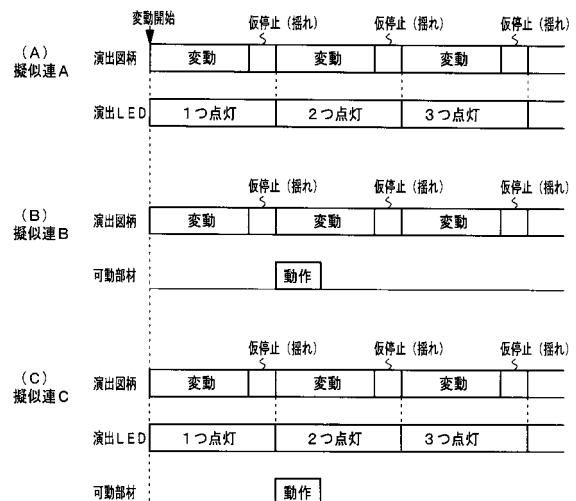 変動開始
仮停止（揺れ） 仮停止（揺れ） 仮停止（揺れ）
（A）
擬似連A
演出図柄 変動 変動 変動
演出LED 1つ点灯 2つ点灯 3つ点灯
仮停止（揺れ） 仮停止（揺れ） 仮停止（揺れ）
（B）
擬似連B
演出図柄 変動 変動 変動
可動部材 動作
仮停止（揺れ） 仮停止（揺れ） 仮停止（揺れ）
（C）
擬似連C
演出図柄 変動 変動 変動
演出LED 1つ点灯 2つ点灯 3つ点灯
可動部材 動作